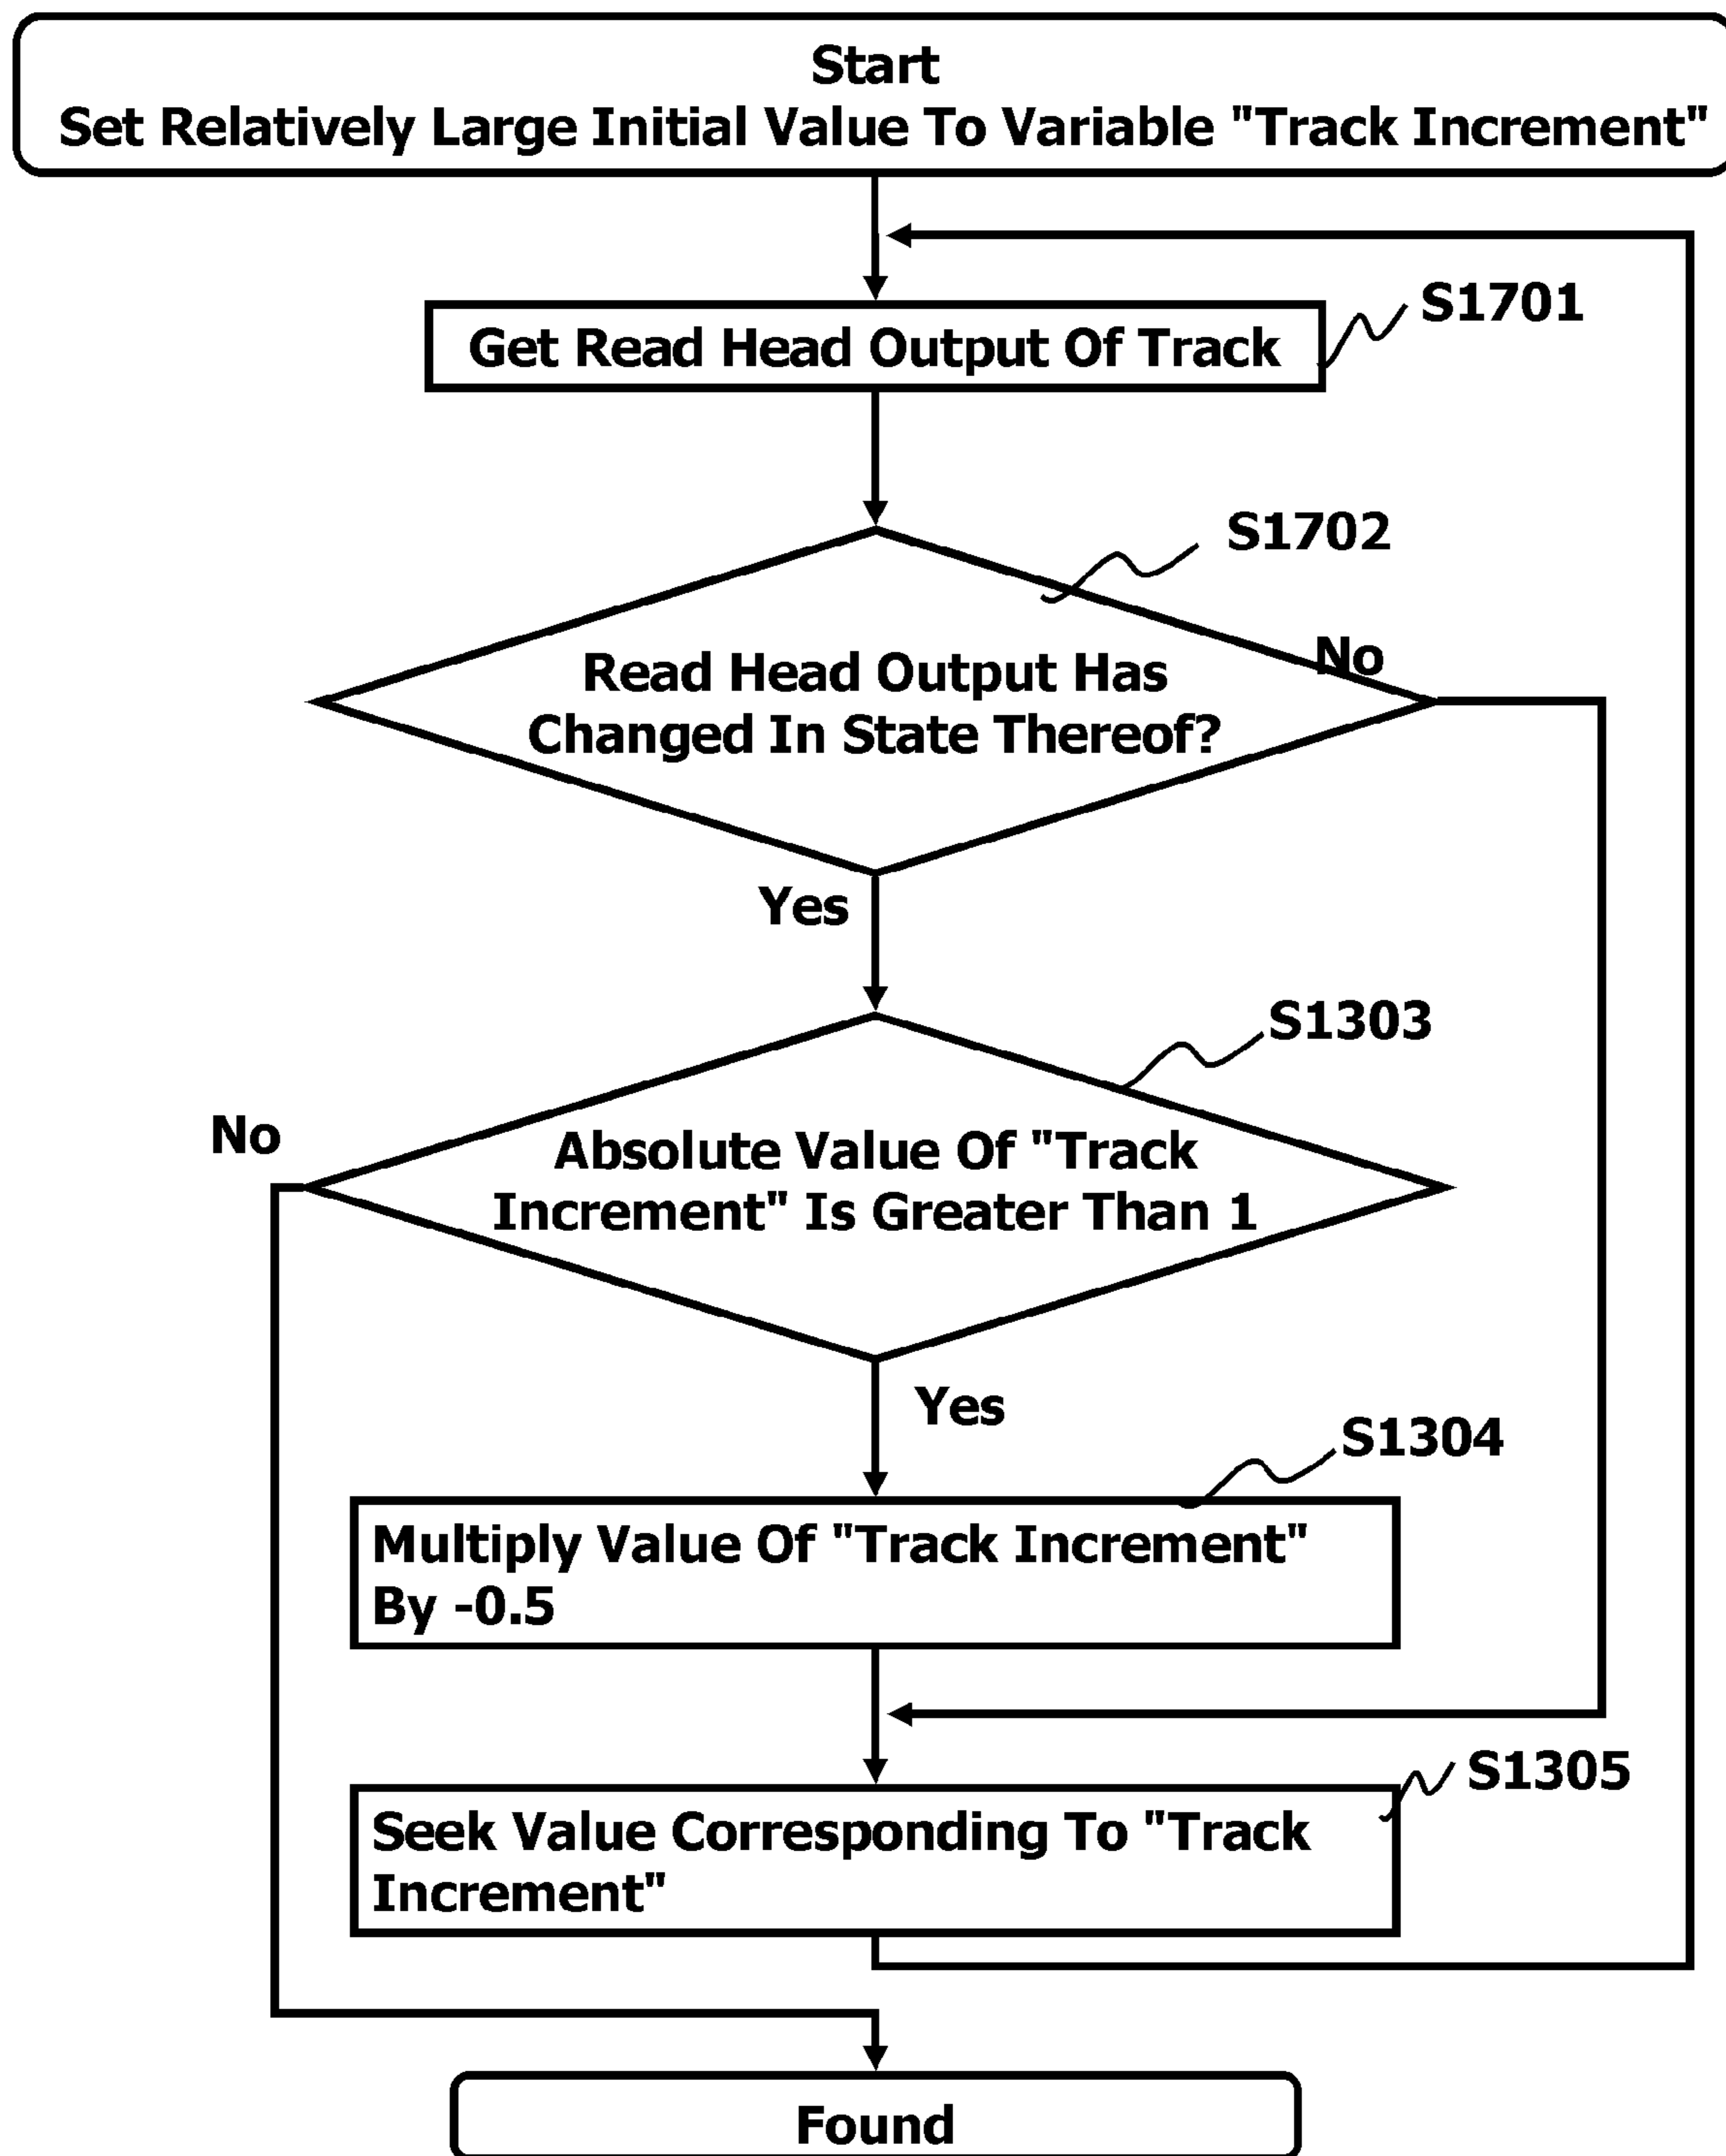 Start
Set Relatively Large Initial Value To Variable "Track Increment"
S1701
Get Read Head Output Of Track
S1702
No
Read Head Output Has
Changed In State Thereof?
Yes
S1303
No
Absolute Value Of "Track
Increment" Is Greater Than 1
Yes
S1304
Multiply Value Of "Track Increment"
By -0.5
S1305
Seek Value Corresponding To "Track
Increment"
Found